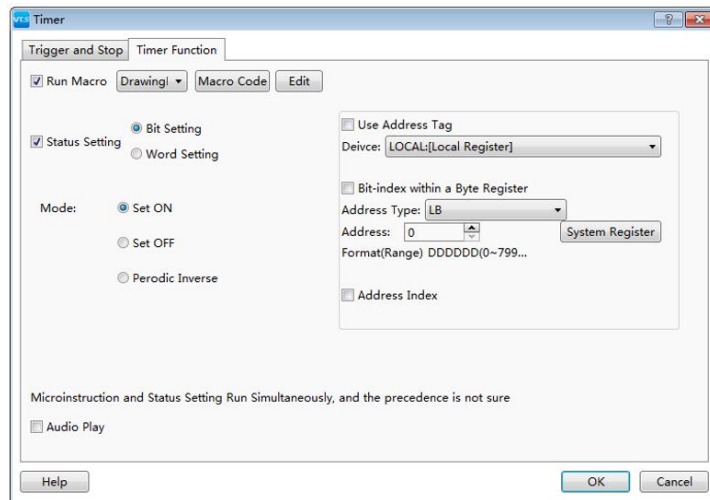 Timer
Trigger and Stop Timer Function
Run Macro Drawing Macro Code Edit
Status Setting
Bit Setting
Word Setting
Mode:
Set ON
Set OFF
Perodic Inverse
Use Address Tag
Deivce: LOCAL:[Local Register]
Bit-index within a Byte Register
Address Type: LB
Address: 0 System Register
Format(Range) DDDDDD(0~799...
Address Index
Microinstruction and Status Setting Run Simultaneously, and the precedence is not sure
Audio Play
Help OK Cancel